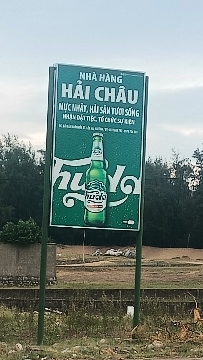 NHÀ HÀNG
HẢI CHÂU
MỰC NHẢY, HẢI SẢN TƯƠI SỐNG
NHẬN ĐẶT TIỆC, TỔ CHỨC SỰ KIỆN
huda